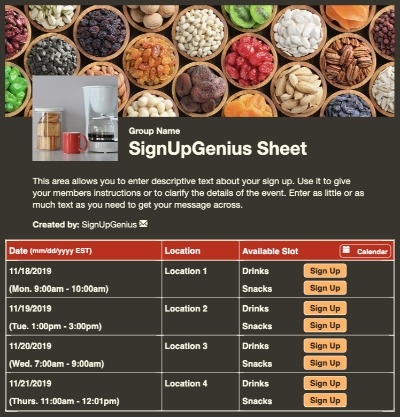 Group Name
SignUpGenius Sheet
This area allows you to enter descriptive text about your sign up. Use it to give
your members instructions or to clarify the details of the event. Enter as little or as
much text as you need to get your message across.
Created by: SignUpGenius
Date (mm/dd/yyyy EST) Location Available Slot Calendar
11/18/2019 Location 1 Drinks Sign Up
(Mon. 9:00am - 10:00am) Snacks Sign Up
11/19/2019 Location 2 Drinks Sign Up
(Tue. 1:00pm - 3:00pm) Snacks Sign Up
11/20/2019 Location 3 Drinks Sign Up
(Wed. 7:00am - 9:00am) Snacks Sign Up
11/21/2019 Location 4 Drinks Sign Up
(Thurs. 11:00am - 12:01pm) Snacks Sign Up